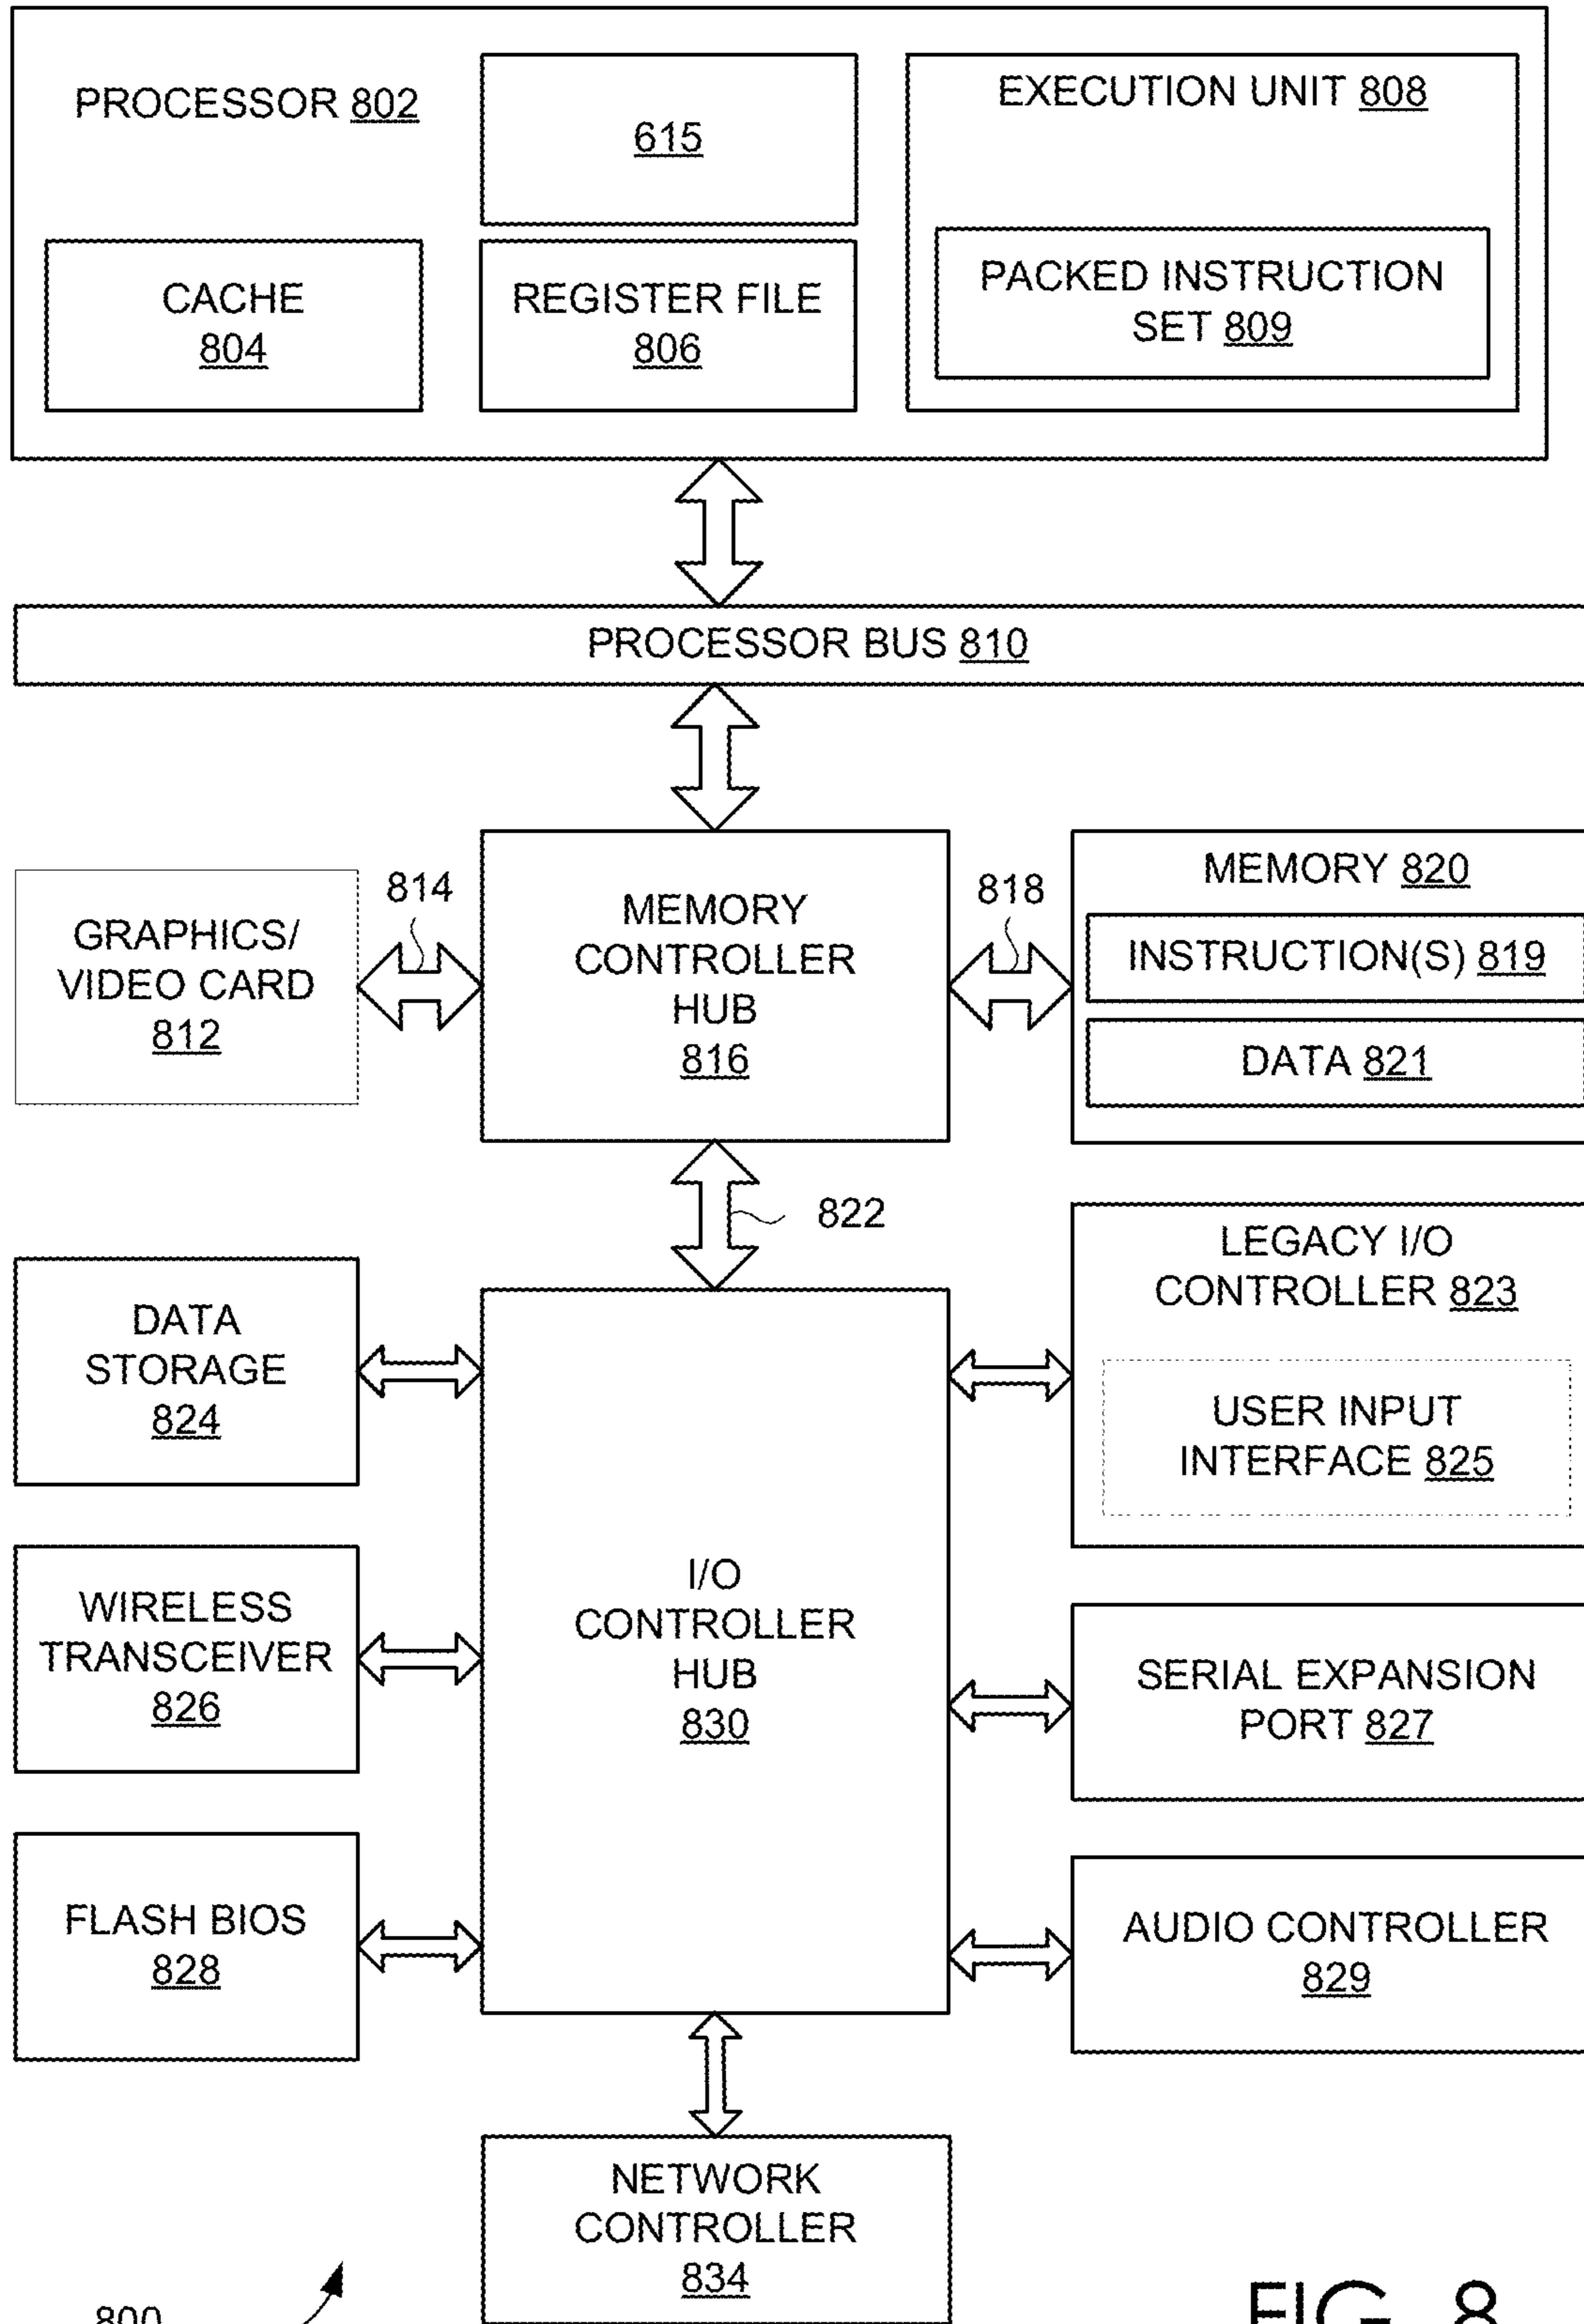 PROCESSOR 802
615
EXECUTION UNIT 808
CACHE
804
REGISTER FILE
806
PACKED INSTRUCTION
SET 809
PROCESSOR BUS 810
GRAPHICS/
VIDEO CARD
812
814
MEMORY
CONTROLLER
HUB
816
818
MEMORY 820
INSTRUCTION(S) 819
DATA 821
822
DATA
STORAGE
824
LEGACY I/O
CONTROLLER 823
USER INPUT
INTERFACE 825
WIRELESS
TRANSCEIVER
826
I/O
CONTROLLER
HUB
830
SERIAL EXPANSION
PORT 827
FLASH BIOS
828
AUDIO CONTROLLER
829
NETWORK
CONTROLLER
834
800
FIG. 8